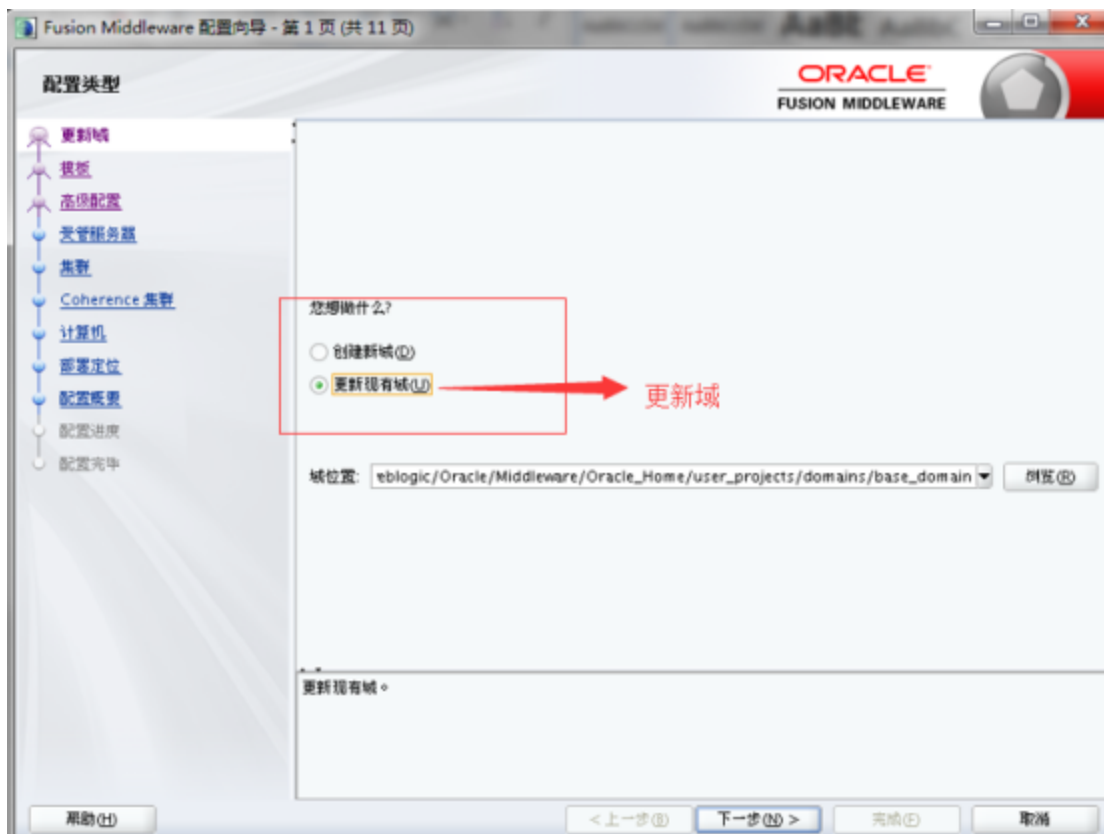 Fusion Middleware 配置向导 - 第 1 页 (共 11 页)
配置类型
ORACLE
FUSION MIDDLEWARE
更新域
模板
高级配置
受管服务器
集群
Coherence 集群
计算机
部署定位
配置概要
配置进度
配置完毕
您想做什么?
创建新域(D)
更新现有域(U)
更新域
域位置:
eblogic/Oracle/Middleware/Oracle_Home/user_projects/domains/base_domain
浏览(R)
更新现有域。
帮助(H)
<上一步(B)
下一步(N) >
完成(F)
取消